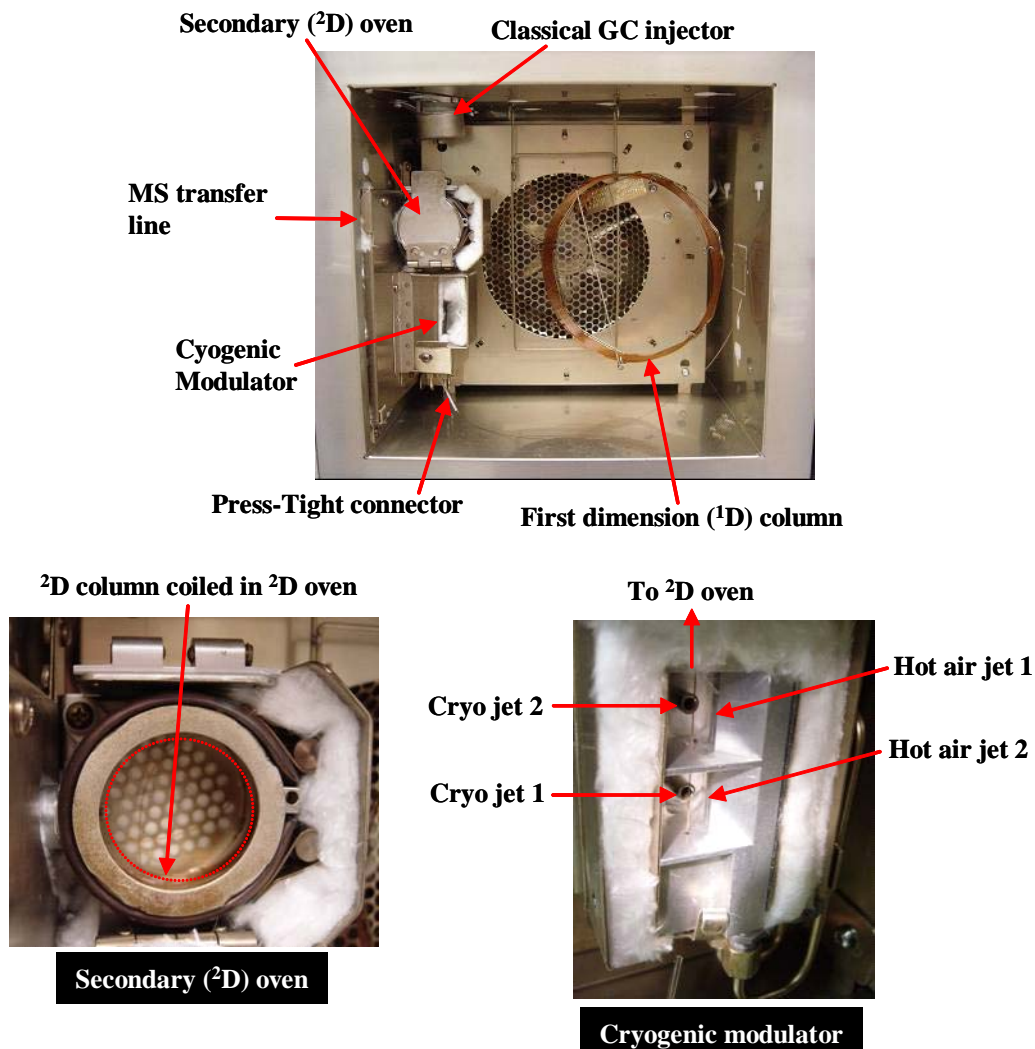 Secondary (²D) oven
Classical GC injector
MS transfer
line
Cyogenic
Modulator
Press-Tight connector
First dimension (¹D) column
²D column coiled in ²D oven
To ²D oven
Hot air jet 1
Cryo jet 2
Hot air jet 2
Cryo jet 1
Secondary (²D) oven
Cryogenic modulator